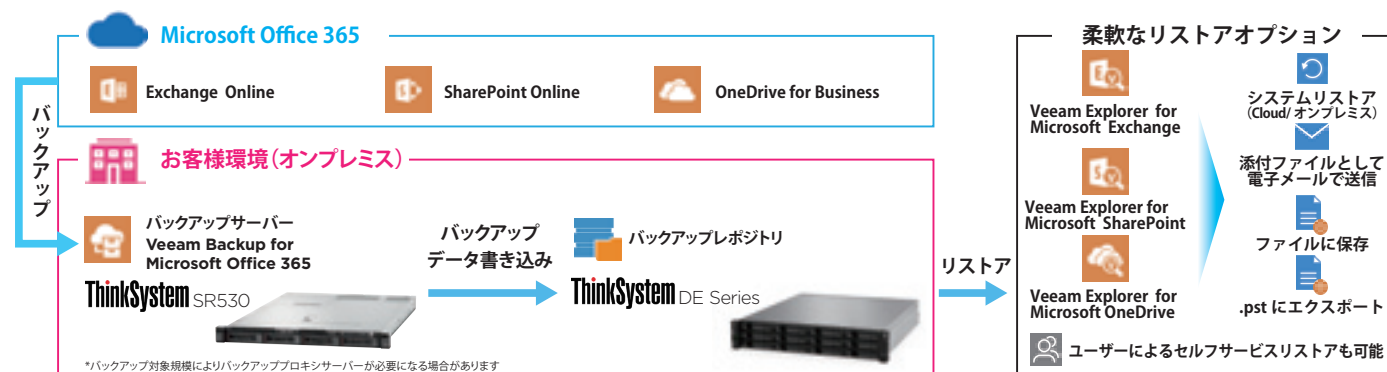 Microsoft Office 365
Exchange Online
SharePoint Online
OneDrive for Business
バックアップ
お客様環境（オンプレミス）
バックアップサーバー
Veeam Backup for
Microsoft Office 365
ThinkSystem SR530
*バックアップ対象規模によりバックアッププロキシサーバーが必要になる場合があります
バックアップ
データ書き込み
バックアップレポジトリ
ThinkSystem DE Series
リストア
柔軟なリストアオプション
Veeam Explorer for
Microsoft Exchange
Veeam Explorer for
Microsoft SharePoint
Veeam Explorer for
Microsoft OneDrive
システムリストア
（Cloud/オンプレミス）
添付ファイルとして
電子メールで送信
ファイルに保存
.pst にエクスポート
ユーザーによるセルフサービスリストアも可能